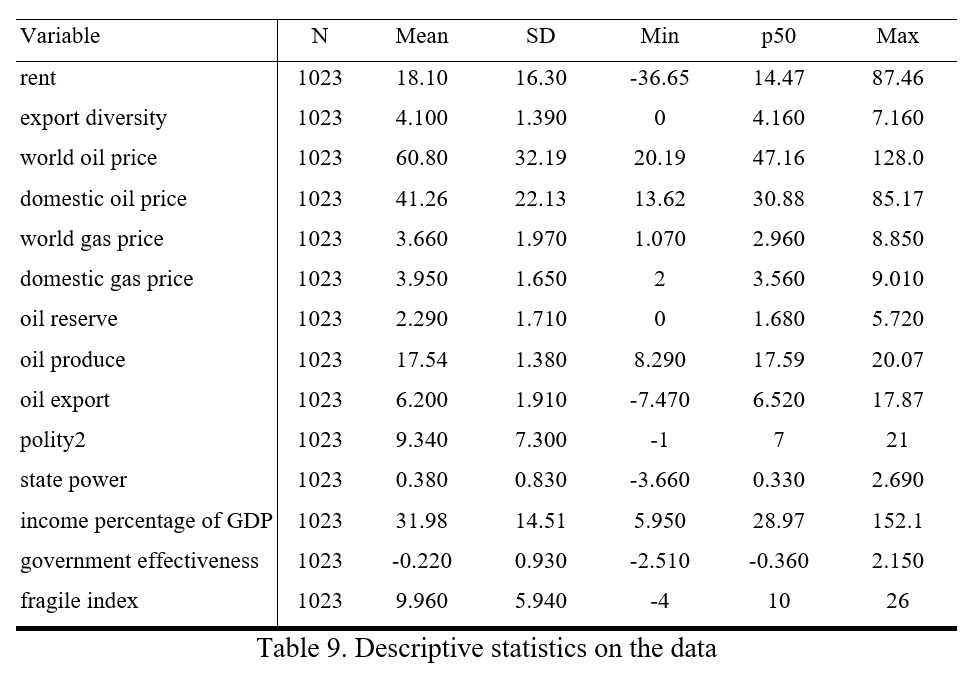 Variable N Mean SD Min p50 Max
rent 1023 18.10 16.30 -36.65 14.47 87.46
export diversity 1023 4.100 1.390 0 4.160 7.160
world oil price 1023 60.80 32.19 20.19 47.16 128.0
domestic oil price 1023 41.26 22.13 13.62 30.88 85.17
world gas price 1023 3.660 1.970 1.070 2.960 8.850
domestic gas price 1023 3.950 1.650 2 3.560 9.010
oil reserve 1023 2.290 1.710 0 1.680 5.720
oil produce 1023 17.54 1.380 8.290 17.59 20.07
oil export 1023 6.200 1.910 -7.470 6.520 17.87
polity2 1023 9.340 7.300 -1 7 21
state power 1023 0.380 0.830 -3.660 0.330 2.690
income percentage of GDP 1023 31.98 14.51 5.950 28.97 152.1
government effectiveness 1023 -0.220 0.930 -2.510 -0.360 2.150
fragile index 1023 9.960 5.940 -4 10 26
Table 9. Descriptive statistics on the data